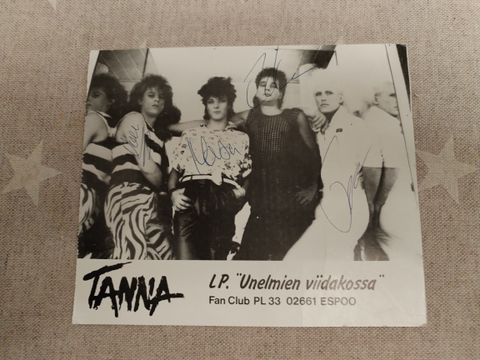 TANNA
LP. "Unelmien viidakossa"
Fan Club PL 33 02661 ESPOO